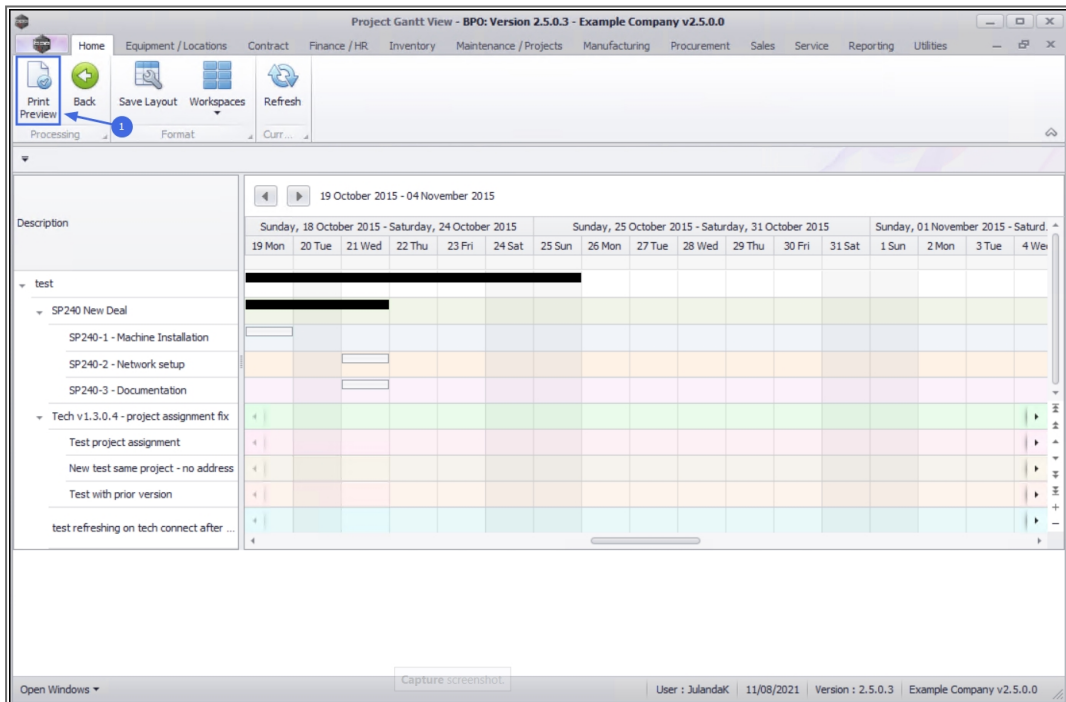 Project Gantt View - BPO: Version 2.5.0.3 - Example Company v2.5.0.0
Home Equipment / Locations Contract Finance / HR Inventory Maintenance / Projects Manufacturing Procurement Sales Service Reporting Utilities
Print Preview Back Save Layout Workspaces Refresh
1
Processing Format Curr...
19 October 2015 - 04 November 2015
Description
Sunday, 18 October 2015 - Saturday, 24 October 2015 Sunday, 25 October 2015 - Saturday, 31 October 2015 Sunday, 01 November 2015 - Saturd.
19 Mon 20 Tue 21 Wed 22 Thu 23 Fri 24 Sat 25 Sun 26 Mon 27 Tue 28 Wed 29 Thu 30 Fri 31 Sat 1 Sun 2 Mon 3 Tue 4 We
test
SP240 New Deal
SP240-1 - Machine Installation
SP240-2 - Network setup
SP240-3 - Documentation
Tech v1.3.0.4 - project assignment fix
Test project assignment
New test same project - no address
Test with prior version
test refreshing on tech connect after ...
Capture screenshot.
Open Windows User : JulandaK 11/08/2021 Version : 2.5.0.3 Example Company v2.5.0.0